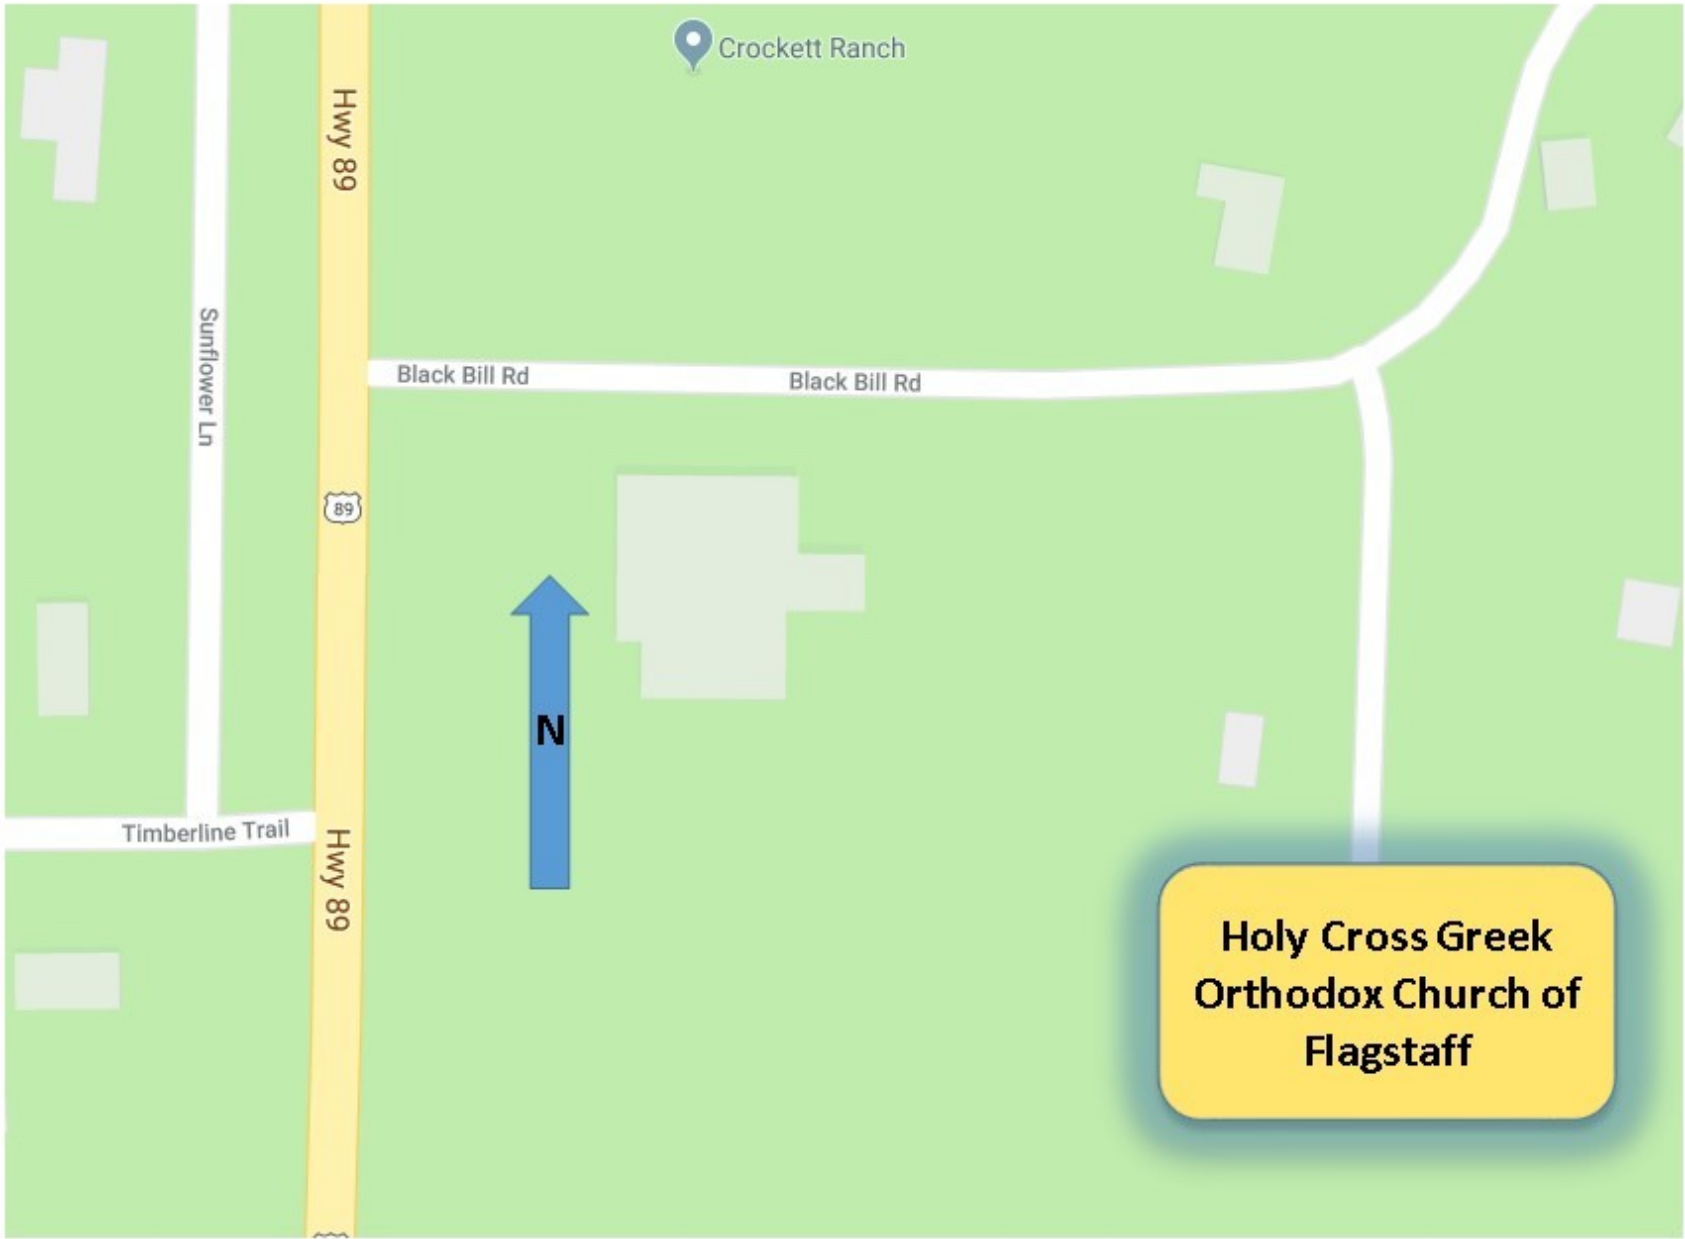 Crockett Ranch
Hwy 89
Sunflower Ln
Black Bill Rd
Black Bill Rd
89
N
Timberline Trail
Hwy 89
Holy Cross Greek
Orthodox Church of
Flagstaff